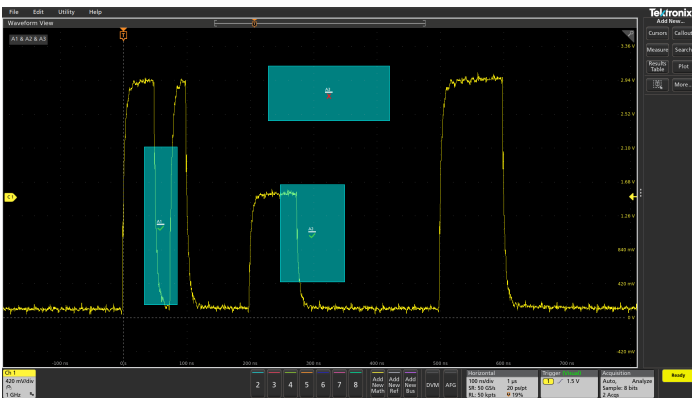 File Edit Utility Help
Tektronix
Waveform View
Add New...
A1 & A2 & A3
T
T
Cursors Callout
Measure Search
Results Table Plot
More...
3.36 V
2.94 V
2.52 V
2.10 V
1.68 V
1.26 V
840 mV
420 mV
0 V
420 mV
C1
A1
A2
-100 ns 0s 100 ns 200 ns 300 ns 400 ns 500 ns 600 ns 700 ns
Ch 1
420 mV/div
1 GHz
2 3 4 5 6 7 8
Add New Math
Add New Ref
Add New Bus
DVM AFG
Horizontal
100 ns/div 1 µs
SR: 50 GS/s 20 ps/pt
RL: 50 kpts 19%
Trigger (Visual)
1 1.5 V
Acquisition
Auto, Analyze
Sample: 8 bits
2 Acqs
Ready